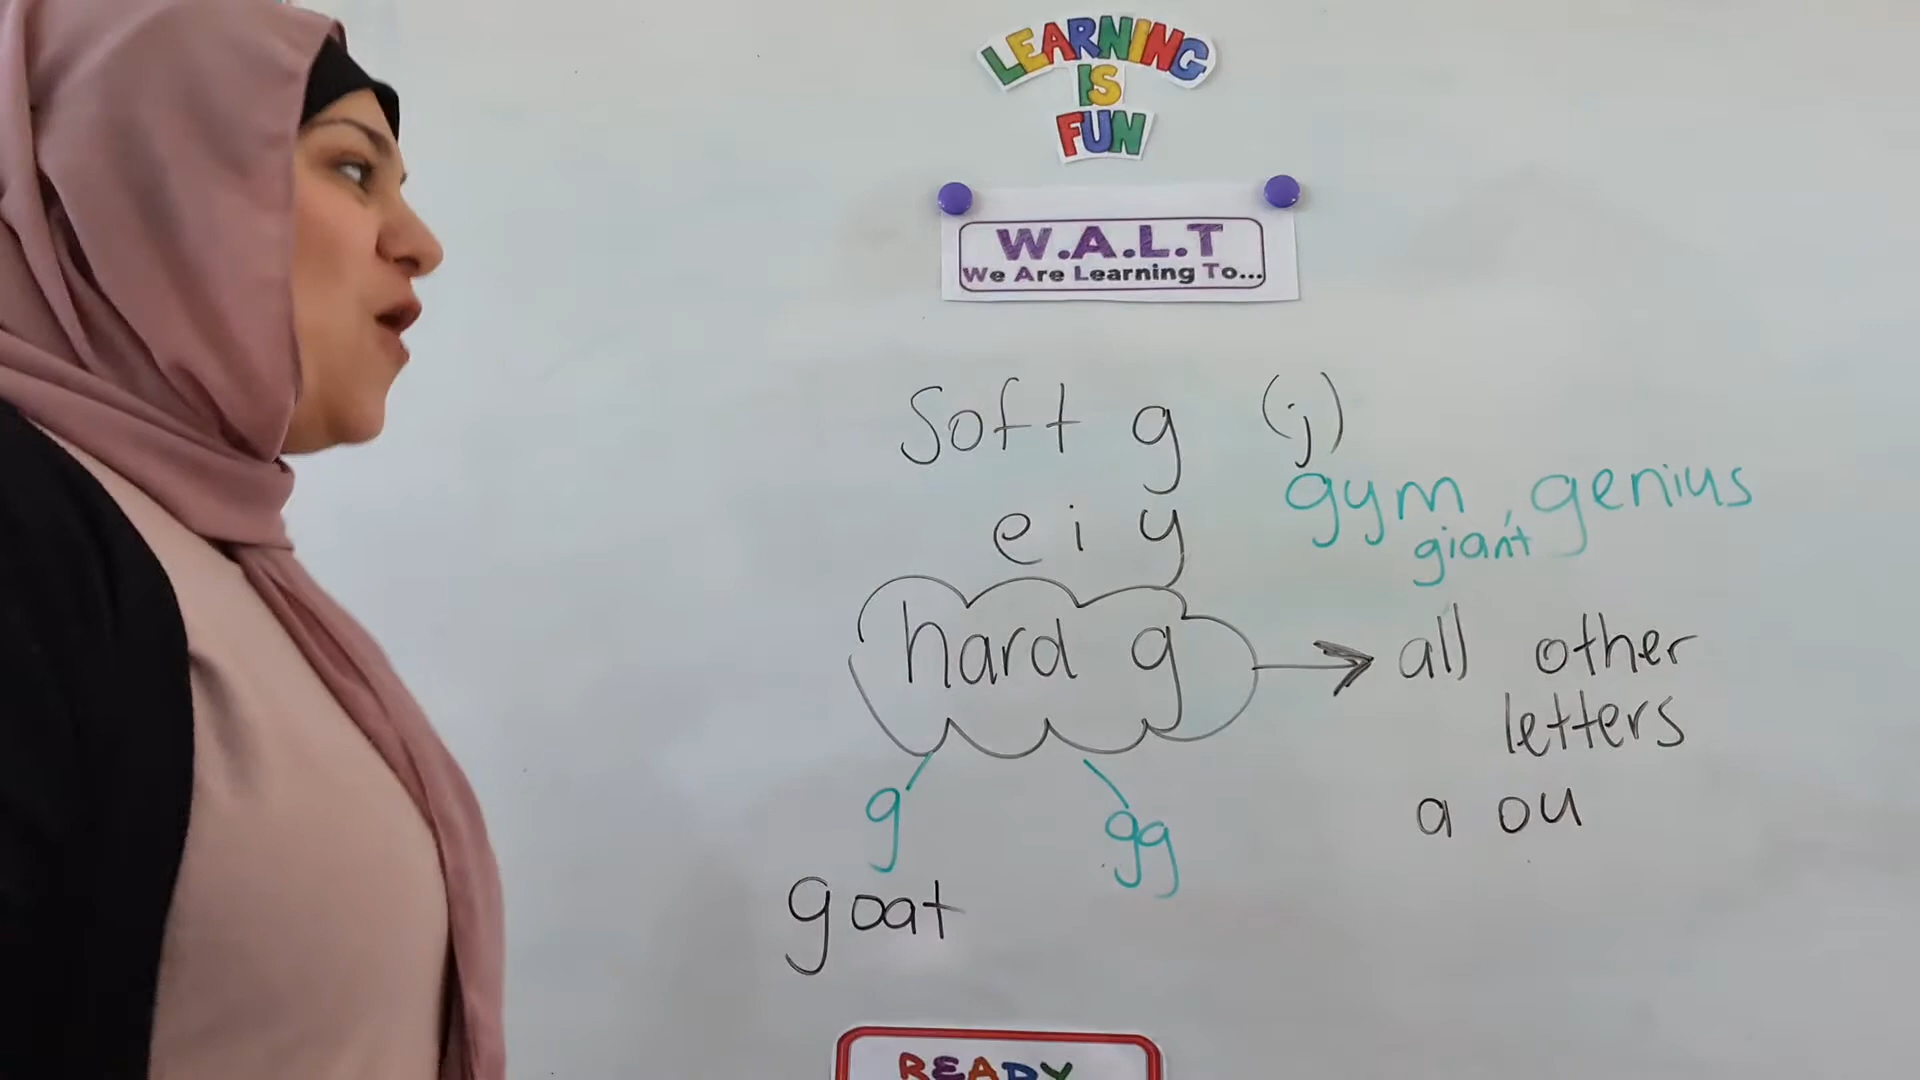 LEARNING
IS
FUN
W.A.L.T
We Are Learning To...
Soft g (j)
gym, genius
e i y
giant
hard g → all other
letters
a o u
g gg
goat
READY